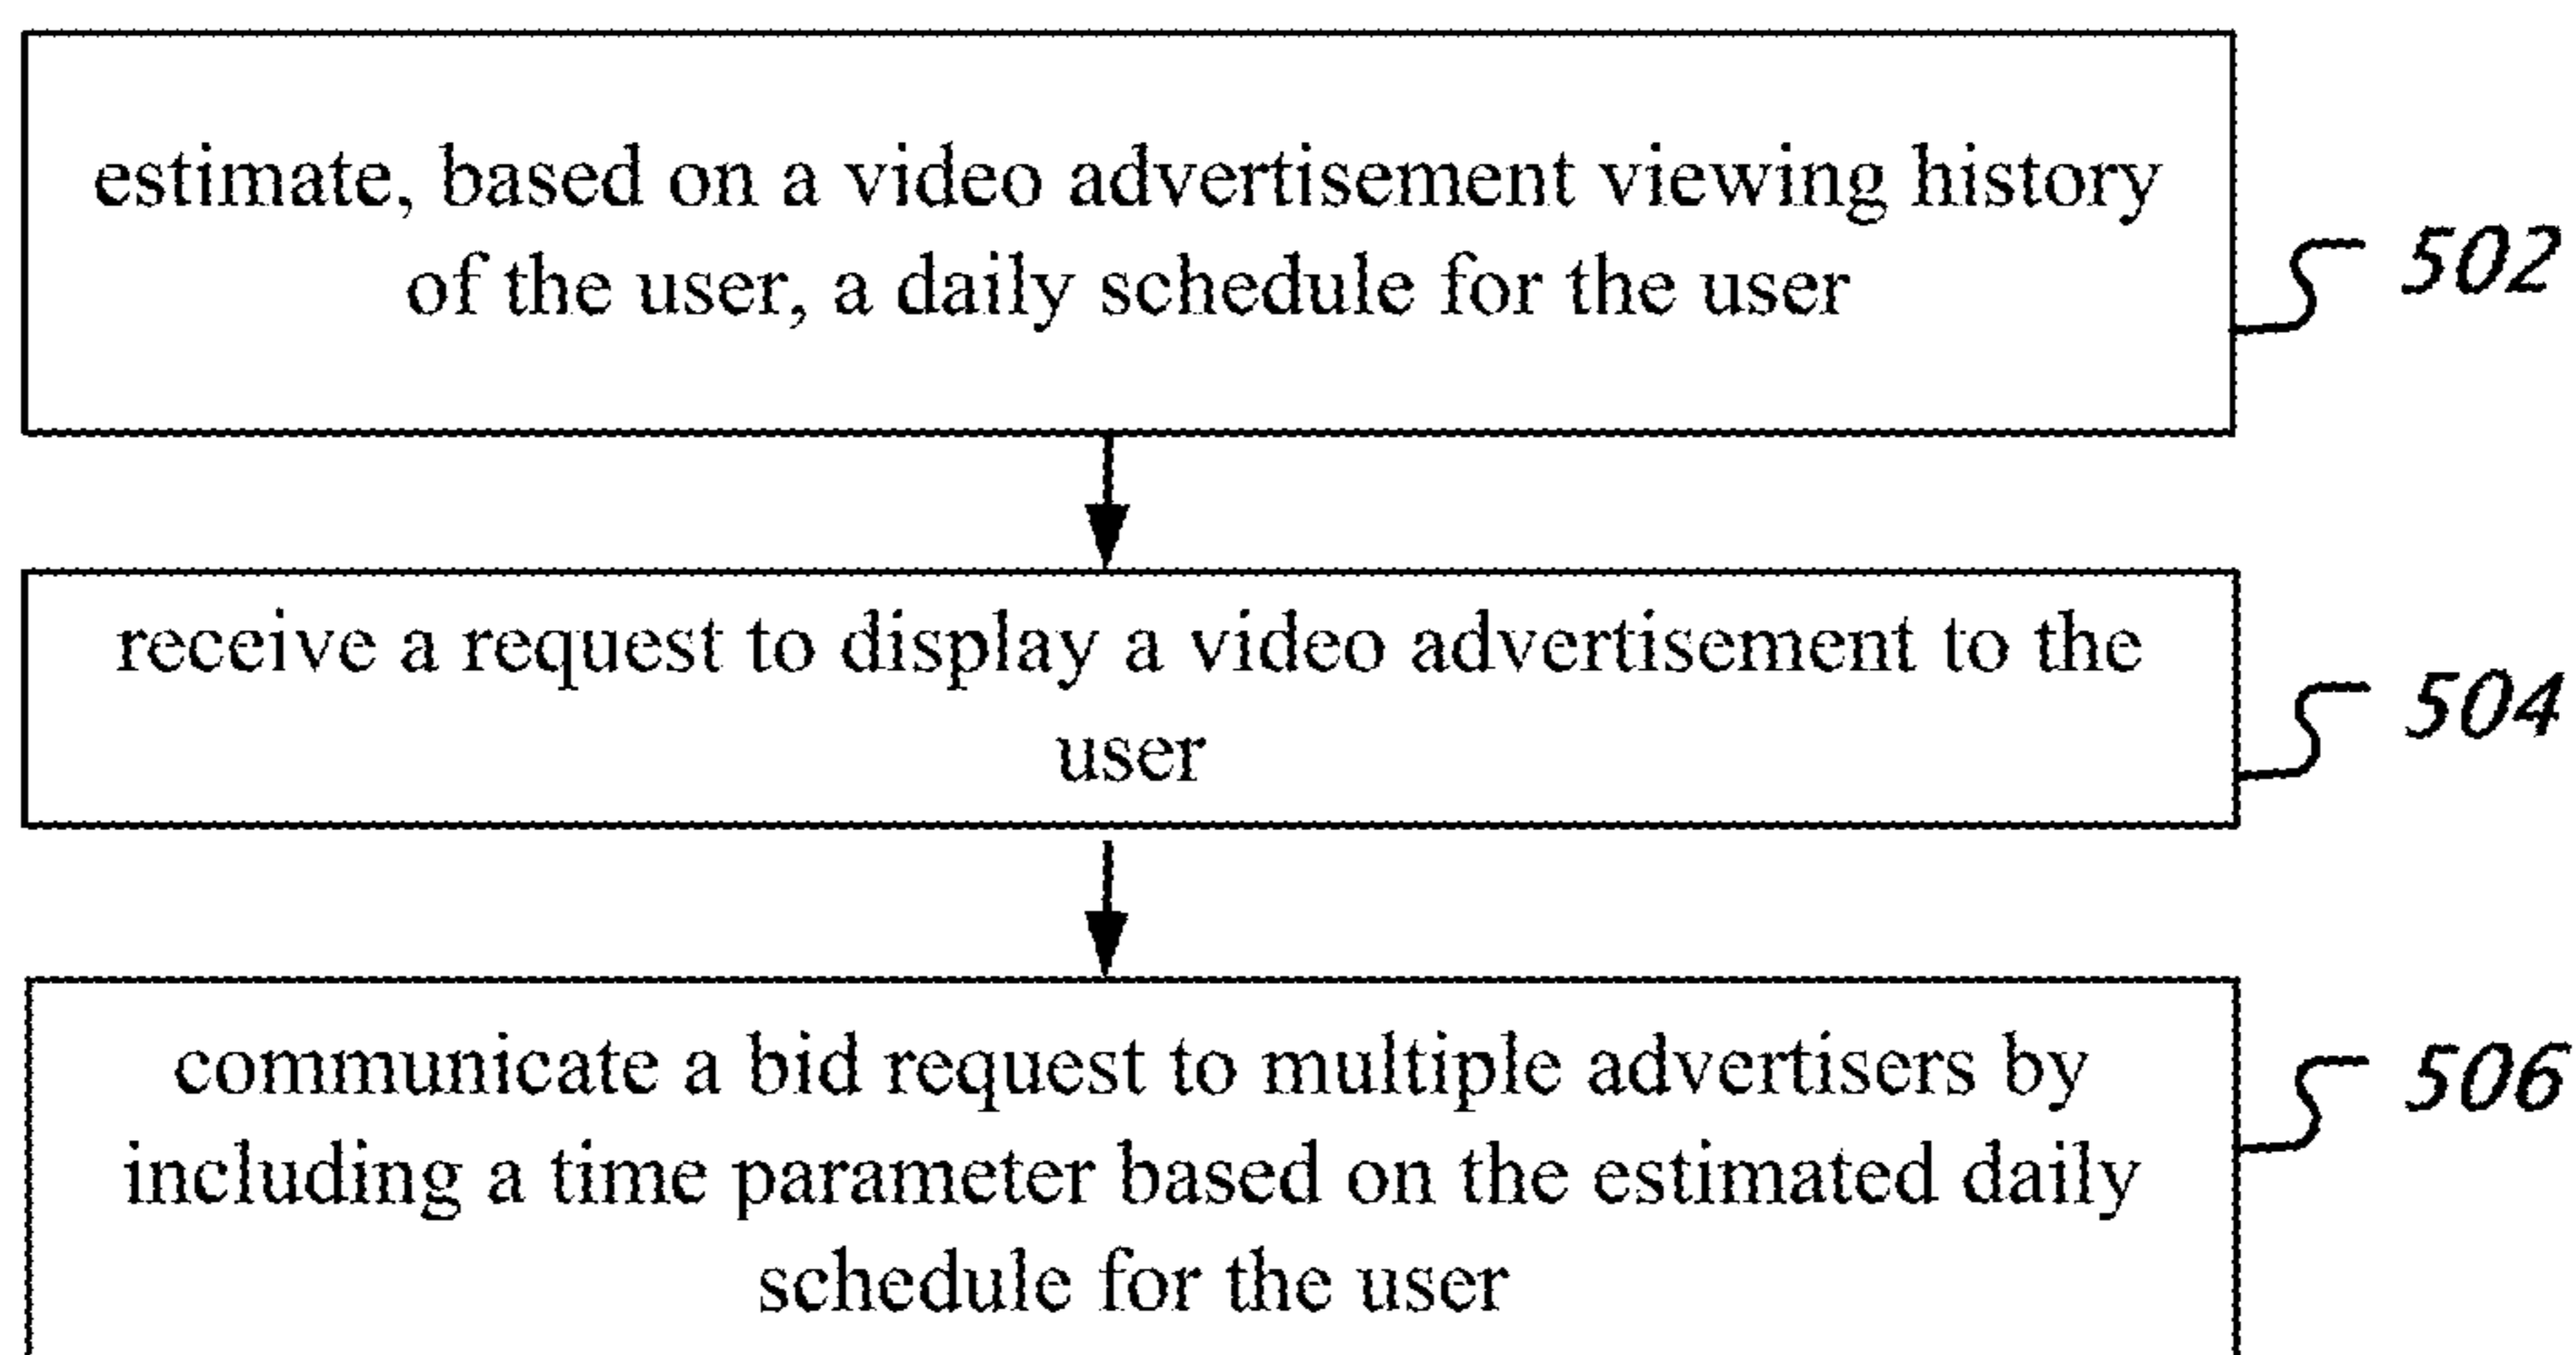 estimate, based on a video advertisement viewing history
of the user, a daily schedule for the user
502
receive a request to display a video advertisement to the
user
504
communicate a bid request to multiple advertisers by
including a time parameter based on the estimated daily
schedule for the user
506